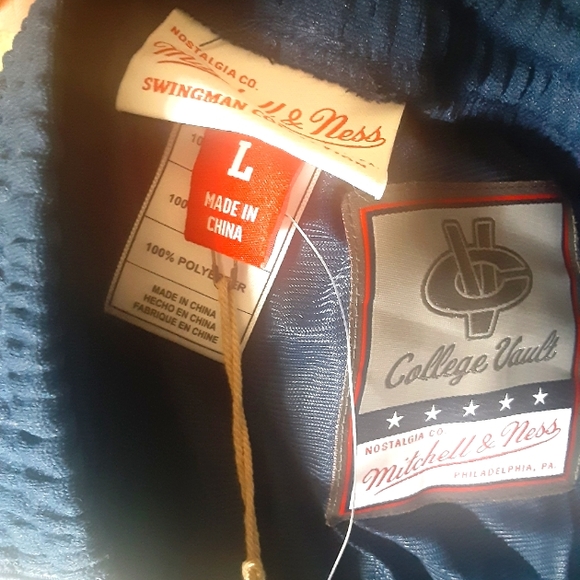 NOSTALGIA CO.
SWINGMAN
& Ness
L
MADE IN
CHINA
100
100% POLYESTER
MADE IN CHINA
HECHO EN CHINA
FABRIQUE EN CHINE
College Vault
NOSTALGIA CO.
Mitchell & Ness
PHILADELPHIA, PA.